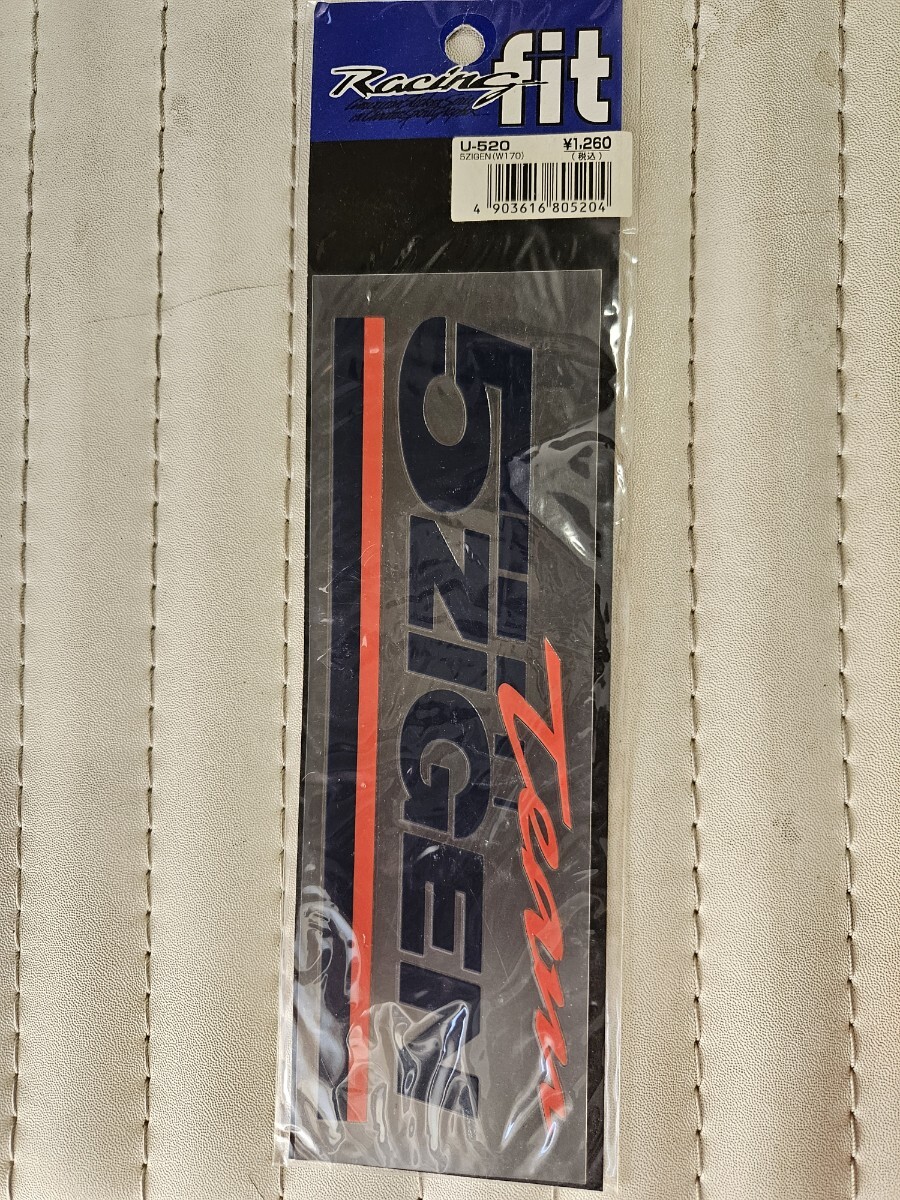 Racing fit
U-520 ¥1,260
5ZIGEN(W170) (税込)
4 903616 805204
Team
5ZIGEN